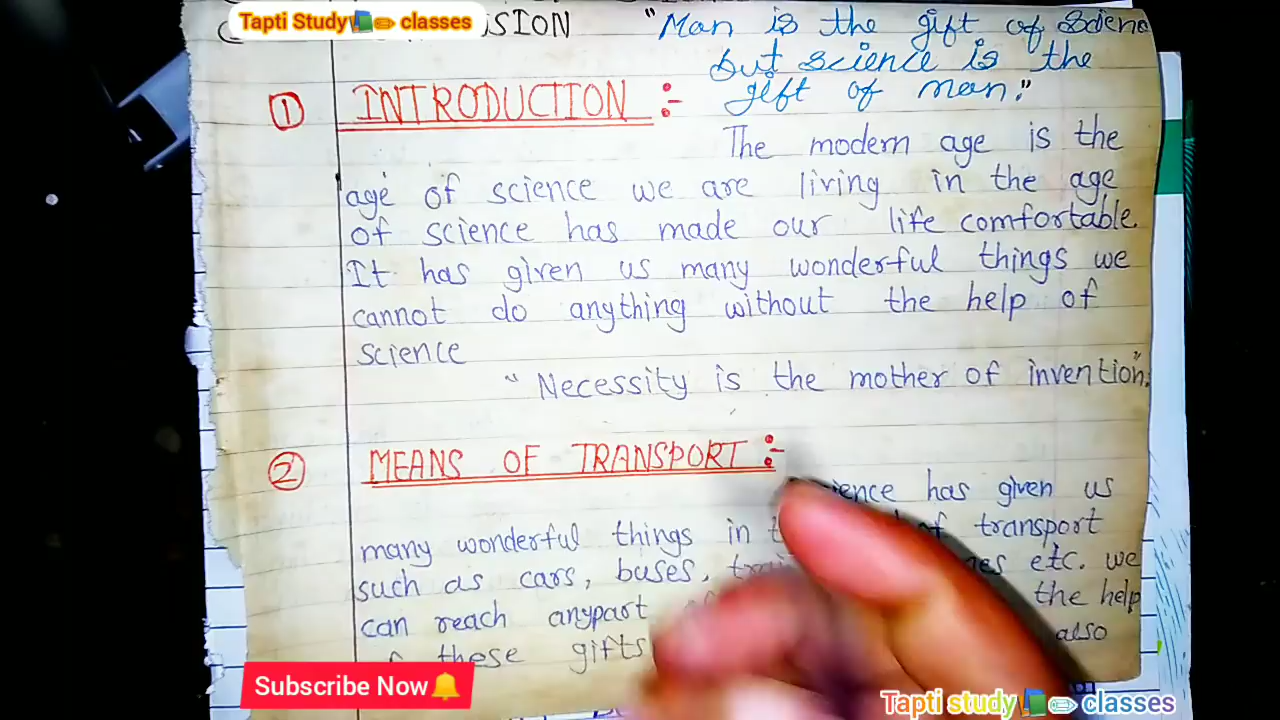 Tapti Study classes
"Man is the gift of
but science is the
gift of man."
① INTRODUCTION :-
The modern age is the
age of science we are living in the age
of science has made our life comfortable.
It has given us many wonderful things we
cannot do anything without the help of
science
"Necessity is the mother of invention".
② MEANS OF TRANSPORT :-
has given us
many wonderful things in of transport
such as cars, buses, etc. we
can reach anypart the help
these gifts also
Subscribe Now
Tapti study classes